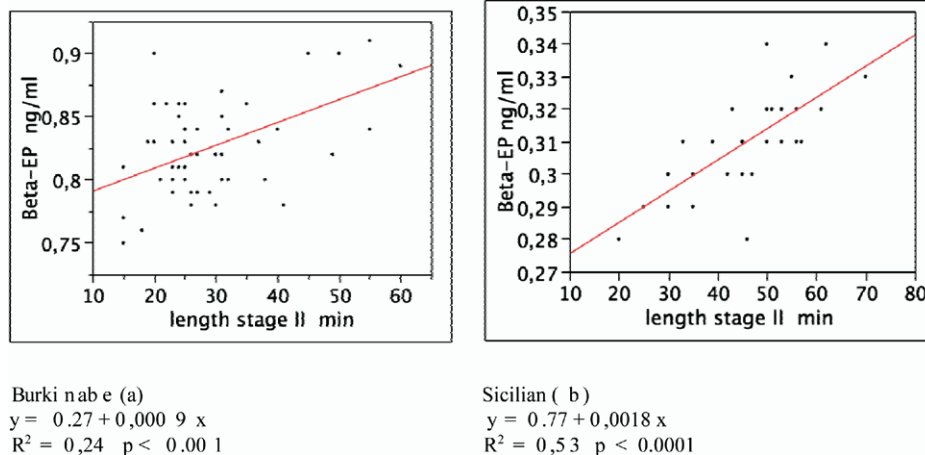 0,9
0,85
0,8
0,75
Beta-EP ng/ml
10 20 30 40 50 60
length stage II min
0,35
0,34
0,33
0,32
0,31
0,3
0,29
0,28
0,27
Beta-EP ng/ml
10 20 30 40 50 60 70 80
length stage II min
Burki n ab e (a)
y = 0.27 + 0,000 9 x
R² = 0,24 p < 0.00 1
Sicilian ( b)
y = 0.77 + 0,0018 x
R² = 0,5 3 p < 0.0001